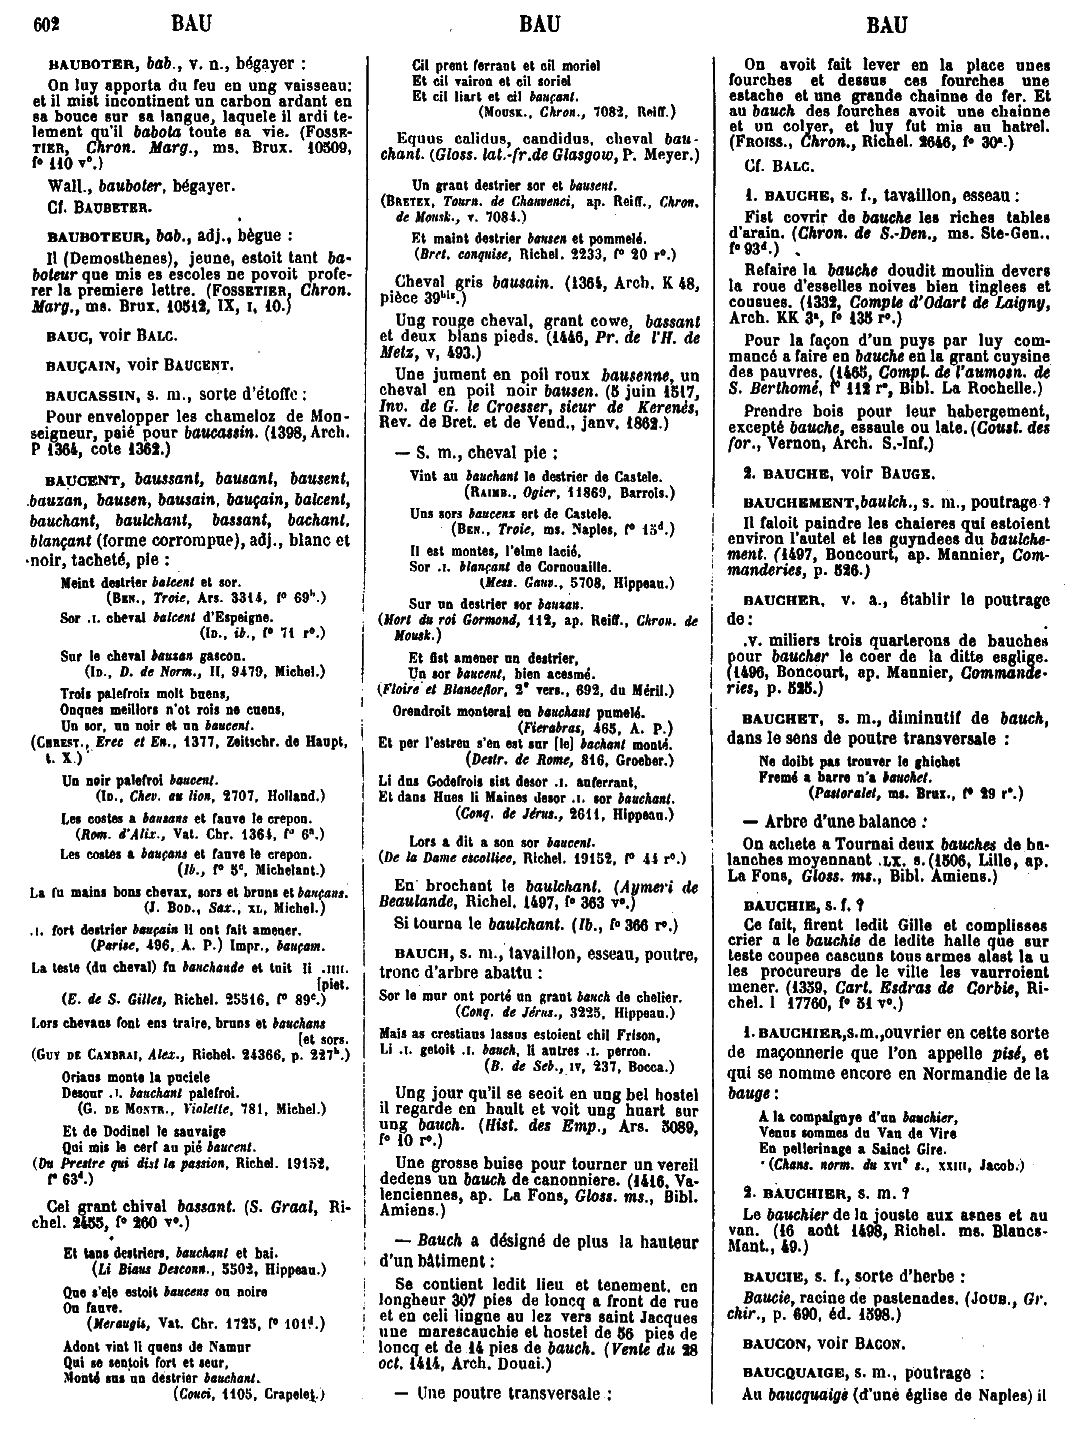 602 BAU BAU BAU
BAUBOTER, bab., v. n., bégayer :
On luy apporta du feu en ung vaisseau;
et il mist incontinent un carbon ardant en
sa bouce sur sa langue, laquele il ardi te-
lement qu'il babota toute sa vie. (FOSSE-
TIER, Chron. Marg., ms. Brux. 10509,
f° 110 v°.)
Wall., bauboter, bégayer.
Cf. BAUBETER.
BAUBOTEUR, bab., adj., bègue :
Il (Demosthenes), jeune, estoit tant ba-
boteur que mis es escoles ne povoit profe-
rer la premiere lettre. (FOSSETIER, Chron.
Marg., ms. Brux. 10512, IX, I, 10.)
BAUC, voir BALC.
BAUÇAIN, voir BAUCENT.
BAUCASSIN, s. m., sorte d'étoffe :
Pour envelopper les chameloz de Mon-
seigneur, paié pour baucassin. (1398, Arch.
P 1364, cote 1362.)
BAUCENT, baussant, bausant, bausent,
bauzan, bausen, bausain, bauçain, balcent,
bauchant, baulchant, bassant, bachant,
blançant (forme corrompue), adj., blanc et
noir, tacheté, pie :
Meint destrier balcent et sor.
(BEN., Troie, Ars. 3314, f° 69ᵇ.)
Sor .I. cheval balcent d'Espeigne.
(ID., ib., f° 71 r°.)
Sur le cheval bauzan gascon.
(ID., D. de Norm., II, 9479, Michel.)
Trois palefroiz molt buens,
Onques meillors n'ot rois ne cuens,
Un sor, un noir et un baucent.
(CHREST., Erec et En., 1377, Zeitschr. de Haupt,
t. X.)
Un noir palefroi baucent.
(ID., Chev. au lion, 2707, Holland.)
Les costes a bausans et fauve le crepon.
(Rom. d'Alix., Vat. Chr. 1364, f° 6ᵃ.)
Les costes a bauçans et fauve le crepon.
(Ib., f° 5ᶜ, Michelant.)
La fu mains bons chevax, sors et bruns et bauçans.
(J. BOD., Sax., XL, Michel.)
.I. fort destrier bauçain li ont fait amener.
(Parise, 496, A. P.) Impr., bauçam.
La teste (du cheval) fu bauchande et tuit li .IIII.
[piet.
(E. de S. Gilles, Richel. 25516, f° 89ᶜ.)
Lors chevaus font ens traire, bruns et bauchans
[et sors.
(GUY DE CAMBRAI, Alex., Richel. 24366, p. 227ᵇ.)
Orians monte la puciele
Desour .I. bauchant palefroi.
(G. DE MONTR., Violette, 781, Michel.)
Et de Dodinel le sauvaige
Qui mis le cerf au pié baucent.
(Du Prestre qui dist la passion, Richel. 19152,
f° 63ᵈ.)
Cel grant chival bassant. (S. Graal, Ri-
chel. 2455, f° 260 v°.)
Et tans destriers, bauchant et bai.
(Li Biaus Desconn., 5502, Hippeau.)
Que s'ele estoit baucens ou noire
Ou fauve.
(Meraugis, Vat. Chr. 1725, f° 101ᵈ.)
Adont vint li quens de Namur
Qui se sentoit fort et seur,
Monté sus un destrier bauchant.
(Couci, 1105, Crapelet.)
Cil prent ferrant et cil moriel
Et cil vairon et cil soriel
Et cil liart et cil bauçant.
(MOUSK., Chron., 7082, Reiff.)
Equus calidus, candidus, cheval bau-
chant. (Gloss. lat.-fr. de Glasgow, P. Meyer.)
Un grant destrier sor et bausent.
(BRETEX, Tourn. de Chauvenci, ap. Reiff., Chron.
de Mousk., v. 7084.)
Et maint destrier bausen et pommelé.
(Bret. conquise, Richel. 2233, f° 20 r°.)
Cheval gris bausain. (1364, Arch. K 48,
pièce 39ᵇⁱˢ.)
Ung rouge cheval, grant cowe, bassant
et deux blans pieds. (1446, Pr. de l'H. de
Metz, V, 493.)
Une jument en poil roux bausenne, un
cheval en poil noir bausen. (5 juin 1517,
Inv. de G. le Croesser, sieur de Kerenés,
Rev. de Bret. et de Vend., janv. 1862.)
— S. m., cheval pie :
Vint au bauchant le destrier de Castele.
(RAIMB., Ogier, 11869, Barrois.)
Uns sors baucens ert de Castele.
(BEN., Troie, ms. Naples, f° 15ᵈ.)
Il est montes, l'elme lacié,
Sor .I. blançant de Cornouaille.
(Mess. Gauv., 5708, Hippeau.)
Sur un destrier sor bauzan.
(Mort du roi Gormond, 112, ap. Reiff., Chron. de
Mousk.)
Et fist amener un destrier,
Un sor baucent, bien acesmé.
(Floire et Blanceflor, 2ᵉ vers., 692, du Méril.)
Orendroit monterai en bauchant pumelé.
(Fierabras, 465, A. P.)
Et per l'estreu s'en est sur [le] bachant monté.
(Destr. de Rome, 816, Groeber.)
Li dus Godefrois sist desor .I. auferrant,
Et dans Hues li Maines desor .I. sor bauchant.
(Conq. de Jérus., 2611, Hippeau.)
Lors a dit a son sor baucent.
(De la Dame escolliee, Richel. 19152, f° 44 r°.)
En brochant le baulchant. (Aymeri de
Beaulande, Richel. 1497, f° 363 v°.)
Si tourna le baulchant. (Ib., f° 366 r°.)
BAUCH, s. m., tavaillon, esseau, poutre,
tronc d'arbre abattu :
Sor le mur ont porté un grant bauch de chelier.
(Conq. de Jérus., 3225, Hippeau.)
Mais as crestians lassus estoient chil Frison,
Li .I. getoit .I. bauch, li autres .I. perron.
(B. de Seb., IV, 237, Bocca.)
Ung jour qu'il se seoit en ung bel hostel
il regarde en hault et voit ung huart sur
ung bauch. (Hist. des Emp., Ars. 5089,
f° 10 r°.)
Une grosse buise pour tourner un vereil
dedens un bauch de canonniere. (1416, Va-
lenciennes, ap. La Fons, Gloss. ms., Bibl.
Amiens.)
— Bauch a désigné de plus la hauteur
d'un bâtiment :
Se contient ledit lieu et tenement, en
longheur 307 pies de loncq a front de rue
et en celi lingne au lez vers saint Jacques
une marescauchie et hostel de 56 pies de
loncq et de 14 pies de bauch. (Vente du 28
oct. 1414, Arch. Douai.)
— Une poutre transversale :
On avoit fait lever en la place unes
fourches et dessus ces fourches une
estache et une grande chainne de fer. Et
au bauch des fourches avoit une chainne
et un colyer, et luy fut mis au hatrel.
(FROISS., Chron., Richel. 2646, f° 30ᵃ.)
Cf. BALC.
1. BAUCHE, s. f., tavaillon, esseau :
Fist covrir de bauche les riches tables
d'arain. (Chron. de S.-Den., ms. Ste-Gen.,
f° 93ᵈ.)
Refaire la bauche doudit moulin devers
la roue d'esselles noives bien tinglees et
cousues. (1332, Compte d'Odart de Laigny,
Arch. KK 3ᵃ, f° 135 r°.)
Pour la façon d'un puys par luy com-
mancé a faire en bauche en la grant cuysine
des pauvres. (1465, Compt. de l'aumosn. de
S. Berthomé, f° 112 r°, Bibl. La Rochelle.)
Prendre bois pour leur habergement,
excepté bauche, essaule ou late. (Coust. des
for., Vernon, Arch. S.-Inf.)
2. BAUCHE, voir BAUGE.
BAUCHEMENT, baulch., s. m., poutrage ?
Il faloit paindre les chaieres qui estoient
environ l'autel et les guyndees du baulche-
ment. (1497, Boncourt, ap. Mannier, Com-
manderies, p. 526.)
BAUCHER, v. a., établir le poutrage
de :
.V. miliers trois quarterons de bauches
pour baucher le coer de la ditte esglise.
(1496, Boncourt, ap. Mannier, Commande-
ries, p. 525.)
BAUCHET, s. m., diminutif de bauch,
dans le sens de poutre transversale :
Ne doibt pas trouver le ghichet
Fremé a barre n'a bauchet.
(Pastoralet, ms. Brux., f° 29 r°.)
— Arbre d'une balance :
On achete a Tournai deux bauches de ba-
lanches moyennant .LX. s. (1506, Lille, ap.
La Fons, Gloss. ms., Bibl. Amiens.)
BAUCHIE, s. f. ?
Ce fait, firent ledit Gille et complisses
crier a le bauchie de ledite halle que sur
teste coupee cascuns tous armes alast la u
les procureurs de le ville les vaurroient
mener. (1339, Cart. Esdras de Corbie, Ri-
chel. l 17760, f° 51 v°.)
1. BAUCHIER, s. m., ouvrier en cette sorte
de maçonnerie que l'on appelle pisé, et
qui se nomme encore en Normandie de la
bauge :
A la compaignye d'un bauchier,
Venus sommes du Van de Vire
En pellerinage a Sainct Gire.
(Chans. norm. du XVIᵉ s., XXIII, Jacob.)
2. BAUCHIER, s. m. ?
Le bauchier de la jouste aux asnes et au
van. (16 août 1498, Richel. ms. Blancs-
Mant., 49.)
BAUCIE, s. f., sorte d'herbe :
Baucie, racine de pastenades. (JOUB., Gr.
chir., p. 690, éd. 1598.)
BAUCON, voir BACON.
BAUCQUAIGE, s. m., poutrage :
Au baucquaige (d'une église de Naples) il